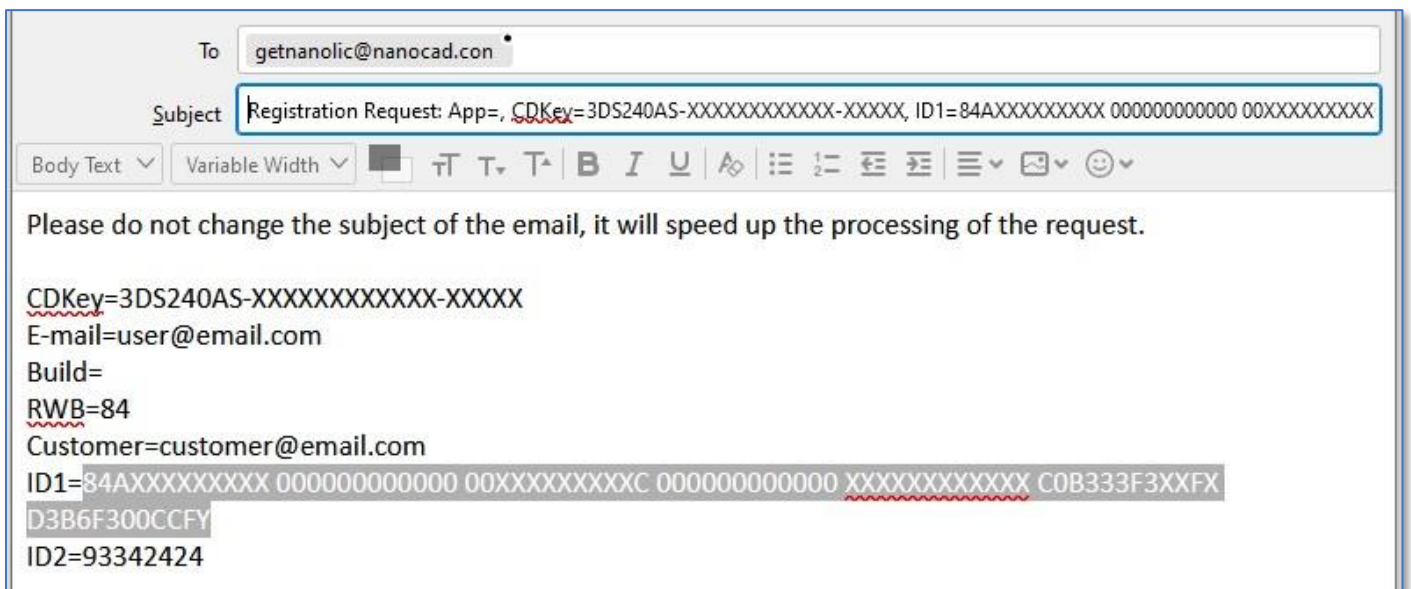 To getnanolic@nanocad.con
Subject Registration Request: App=, CDKey=3DS240AS-XXXXXXXXXXXX-XXXXX, ID1=84AXXXXXXXXX 000000000000 00XXXXXXXXX
Body Text Variable Width
Please do not change the subject of the email, it will speed up the processing of the request.
CDKey=3DS240AS-XXXXXXXXXXXX-XXXXX
E-mail=user@email.com
Build=
RWB=84
Customer=customer@email.com
ID1=84AXXXXXXXXX 000000000000 00XXXXXXXXXC 000000000000 XXXXXXXXXXXX C0B333F3XXFX
D3B6F300CCFY
ID2=93342424